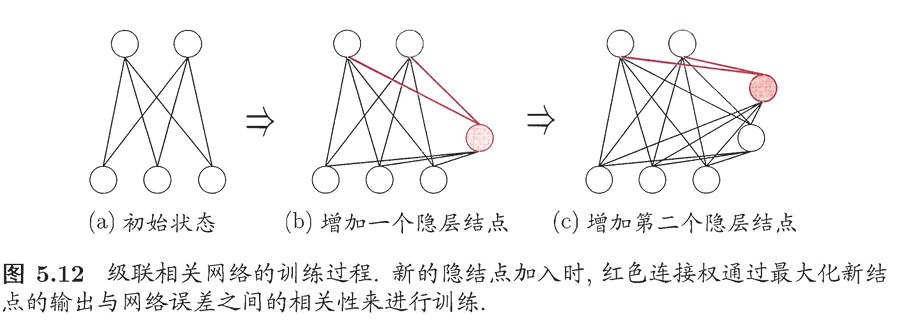 (a) 初始状态 (b) 增加一个隐层结点 (c) 增加第二个隐层结点
图 5.12 级联相关网络的训练过程. 新的隐结点加入时, 红色连接权通过最大化新结
点的输出与网络误差之间的相关性来进行训练.